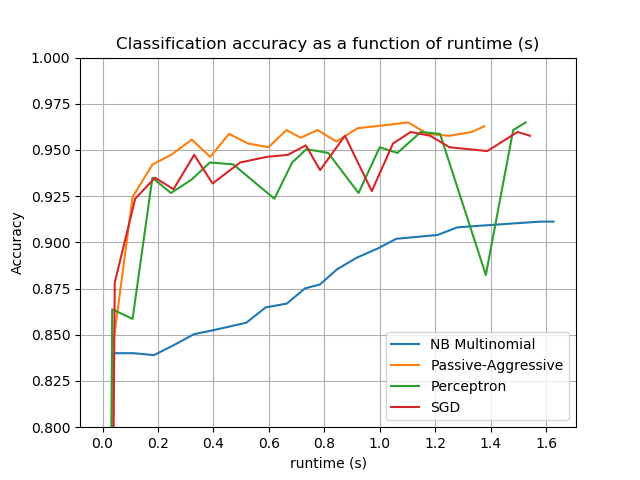 Classification accuracy as a function of runtime (s)
1.000
0.975
0.950
0.925
0.900
0.875
0.850
0.825
0.800
Accuracy
0.0 0.2 0.4 0.6 0.8 1.0 1.2 1.4 1.6
runtime (s)
NB Multinomial
Passive-Aggressive
Perceptron
SGD